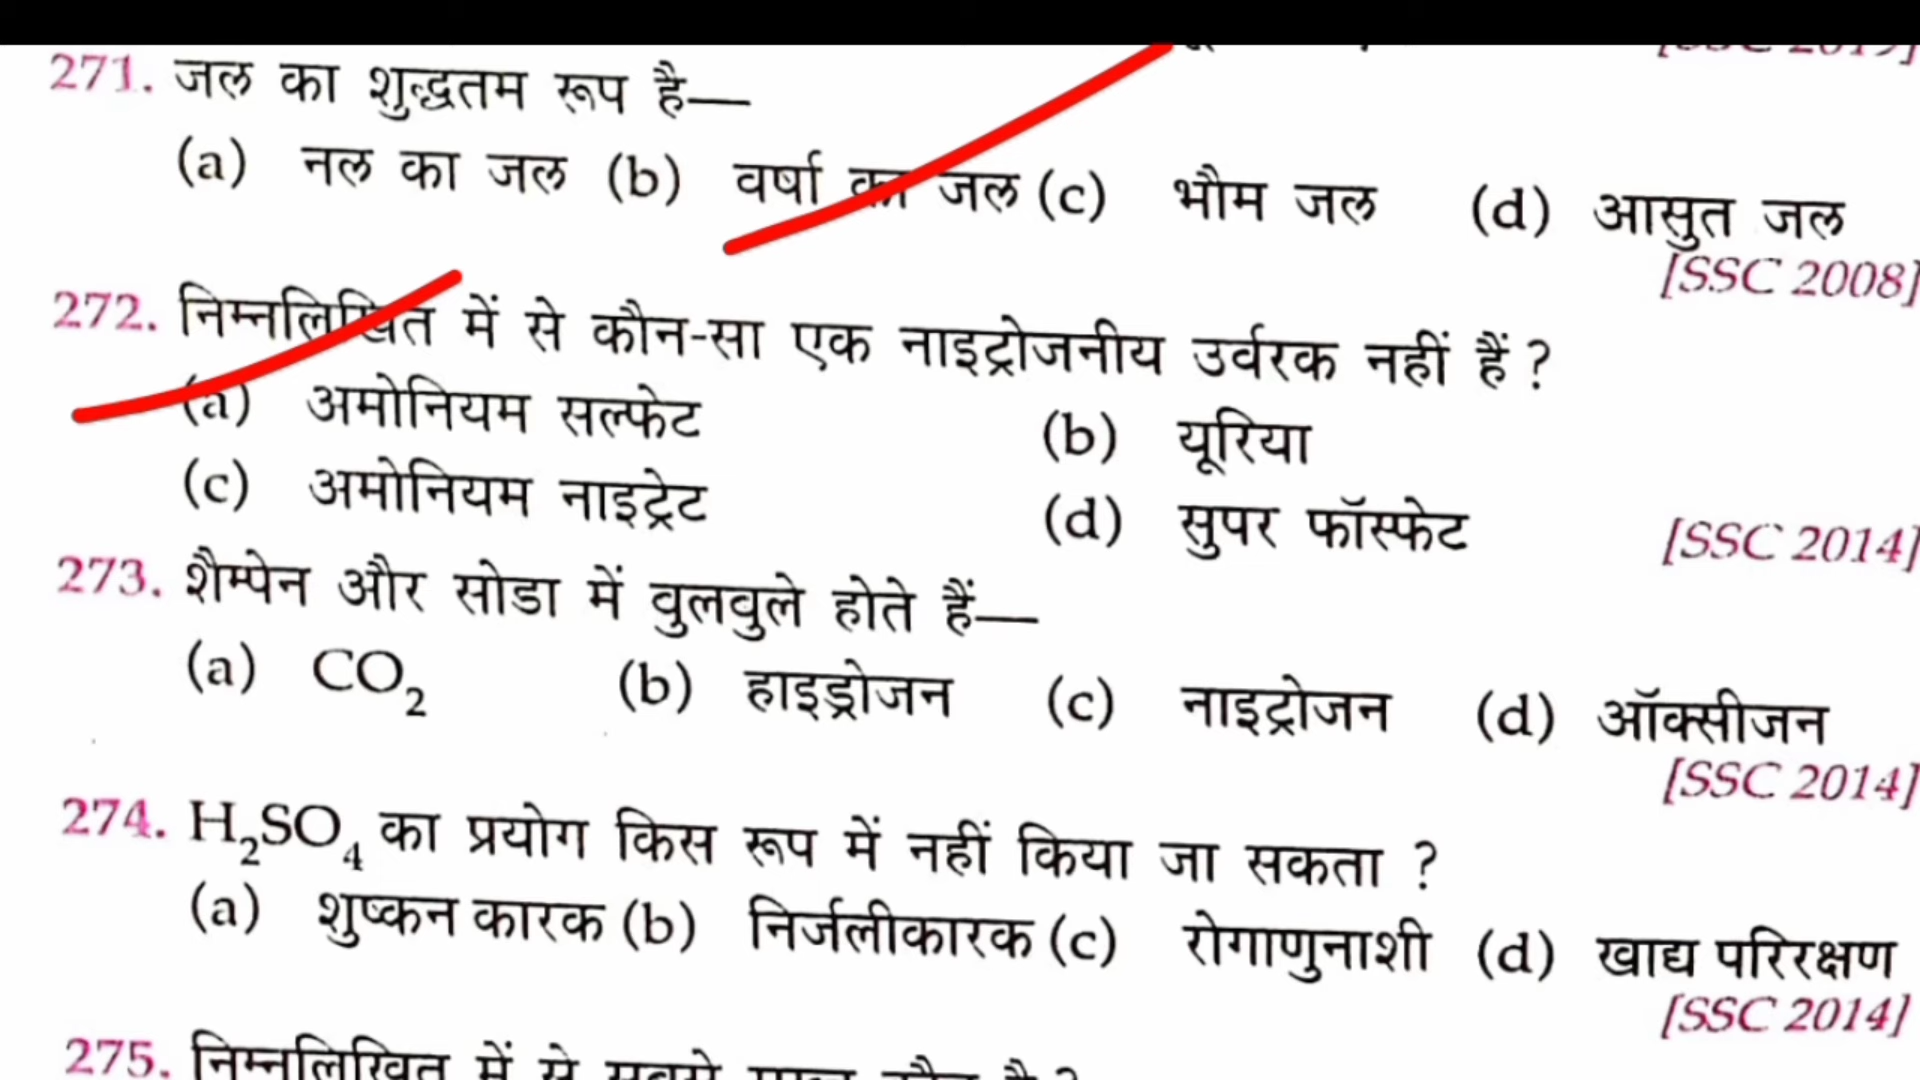 271. जल का शुद्धतम रूप है—
(a) नल का जल (b) वर्षा का जल (c) भौम जल (d) आसुत जल
[SSC 2008]
272. निम्नलिखित में से कौन-सा एक नाइट्रोजनीय उर्वरक नहीं हैं ?
(a) अमोनियम सल्फेट (b) यूरिया
(c) अमोनियम नाइट्रेट (d) सुपर फॉस्फेट [SSC 2014]
273. शैम्पेन और सोडा में वुलवुले होते हैं—
(a) CO₂ (b) हाइड्रोजन (c) नाइट्रोजन (d) ऑक्सीजन
[SSC 2014]
274. H₂SO₄ का प्रयोग किस रूप में नहीं किया जा सकता ?
(a) शुष्कन कारक (b) निर्जलीकारक (c) रोगाणुनाशी (d) खाद्य परिरक्षण
[SSC 2014]
275. निम्नलिखित में से